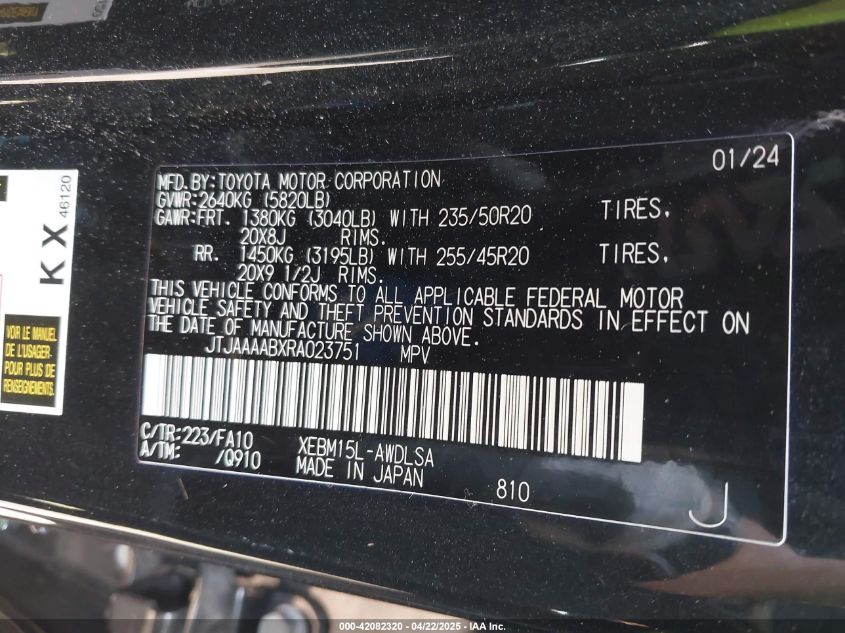 01/24
MFD.BY:TOYOTA MOTOR CORPORATION
GVWR:2640KG (5820LB)
GAWR:FRT. 1380KG (3040LB) WITH 235/50R20 TIRES,
20X8J RIMS.
RR. 1450KG (3195LB) WITH 255/45R20 TIRES,
20X9 1/2J RIMS.
THIS VEHICLE CONFORMS TO ALL APPLICABLE FEDERAL MOTOR
VEHICLE SAFETY AND THEFT PREVENTION STANDARDS IN EFFECT ON
THE DATE OF MANUFACTURE SHOWN ABOVE.
JTJAAAABXRA023751 MPV
C/TR:223/FA10 XEBM15L-AWDLSA
A/TM: /Q910 MADE IN JAPAN
810
J
KX
46120
VOIR LE MANUEL
DE L'USAGER
POUR PLUS DE
RENSEIGNEMENTS.
000-42082320 - 04/22/2025 - IAA Inc.